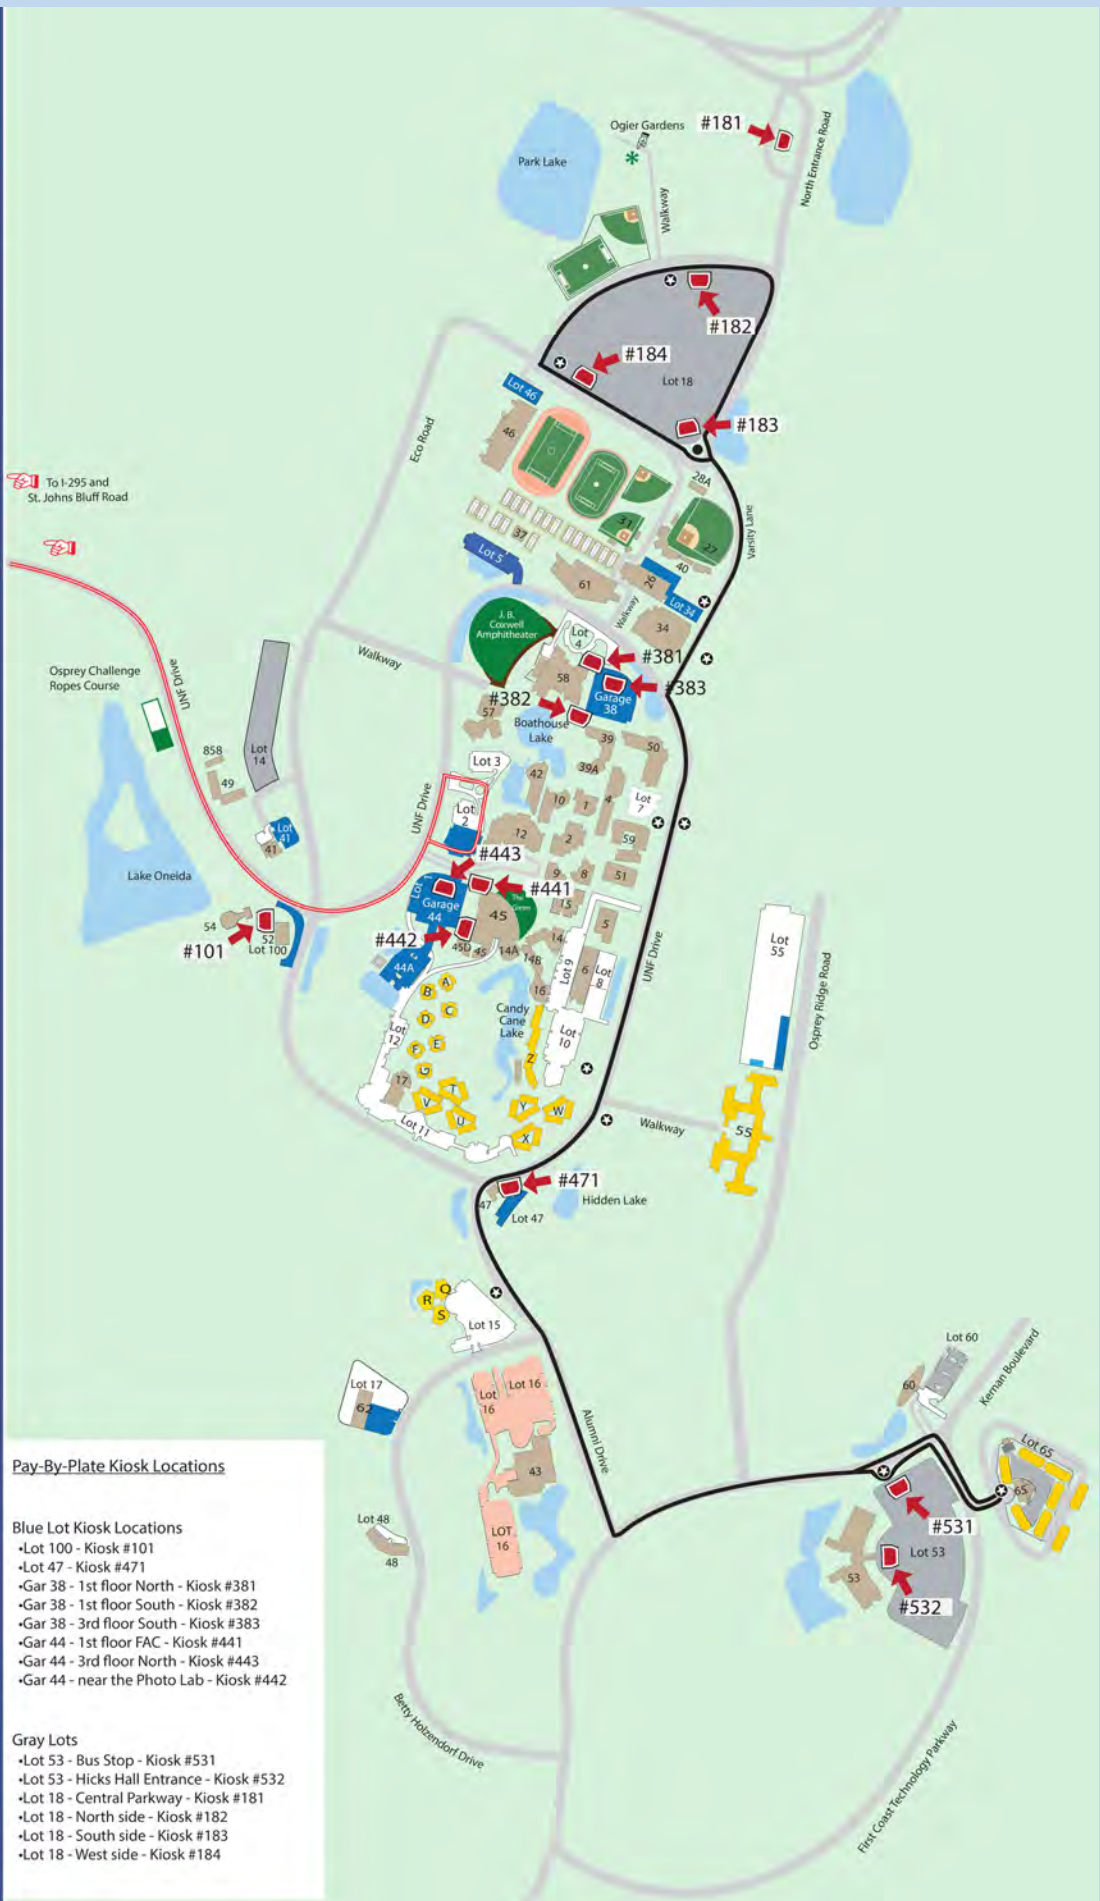 Ogier Gardens
#181
Park Lake
North Entrance Road
Walkway
#182
#184
Lot 18
Lot 46
#183
46
Eco Road
28A
To I-295 and
St. Johns Bluff Road
Varsity Lane
31
37
27
Lot 5
40
26
61
Lot 34
J. B.
Coxwell
Amphitheater
Walkway
Lot
4
34
#381
Walkway
58
#383
#382
Garage
38
57
Boathouse
Lake
Osprey Challenge
Ropes Course
UNF Drive
39
50
858
Lot
14
Lot 3
39A
42
49
10
1
4
Lot
7
UNF Drive
Lot
2
12
2
59
Lot
41
41
#443
9
8
51
Lot 1
#441
Lake Oneida
Garage
44
The
Green
15
45
5
54
52
#442
#101
Lot 100
45D
45
14A
14
14B
Lot
55
44A
Lot 9
6
Lot
8
UNF Drive
A
B
16
C
Candy
Cane
Lake
D
Osprey Ridge Road
Lot
12
E
F
Lot
10
Z
G
17
T
V
U
Y
W
Lot 11
X
Walkway
55
#471
47
Lot 47
Hidden Lake
Q
R
S
Lot 15
Lot 60
Kernan Boulevard
Lot 17
Lot
16
Lot 16
60
62
Alumni Drive
Lot 65
43
65
Lot 48
48
LOT
16
#531
Lot 53
53
#532
Betty Holzendorf Drive
First Coast Technology Parkway
Pay-By-Plate Kiosk Locations
Blue Lot Kiosk Locations
•Lot 100 - Kiosk #101
•Lot 47 - Kiosk #471
•Gar 38 - 1st floor North - Kiosk #381
•Gar 38 - 1st floor South - Kiosk #382
•Gar 38 - 3rd floor South - Kiosk #383
•Gar 44 - 1st floor FAC - Kiosk #441
•Gar 44 - 3rd floor North - Kiosk #443
•Gar 44 - near the Photo Lab - Kiosk #442
Gray Lots
•Lot 53 - Bus Stop - Kiosk #531
•Lot 53 - Hicks Hall Entrance - Kiosk #532
•Lot 18 - Central Parkway - Kiosk #181
•Lot 18 - North side - Kiosk #182
•Lot 18 - South side - Kiosk #183
•Lot 18 - West side - Kiosk #184